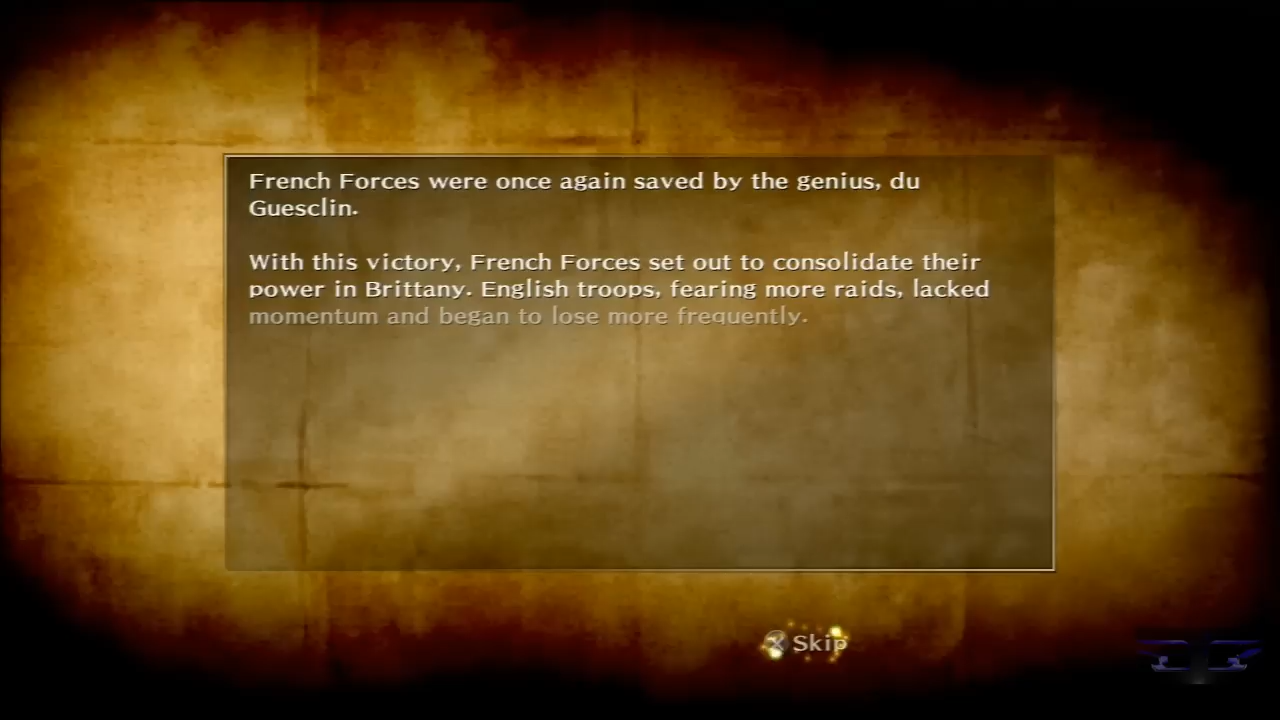 French Forces were once again saved by the genius, du
Guesclin.
With this victory, French Forces set out to consolidate their
power in Brittany. English troops, fearing more raids, lacked
momentum and began to lose more frequently.
X Skip